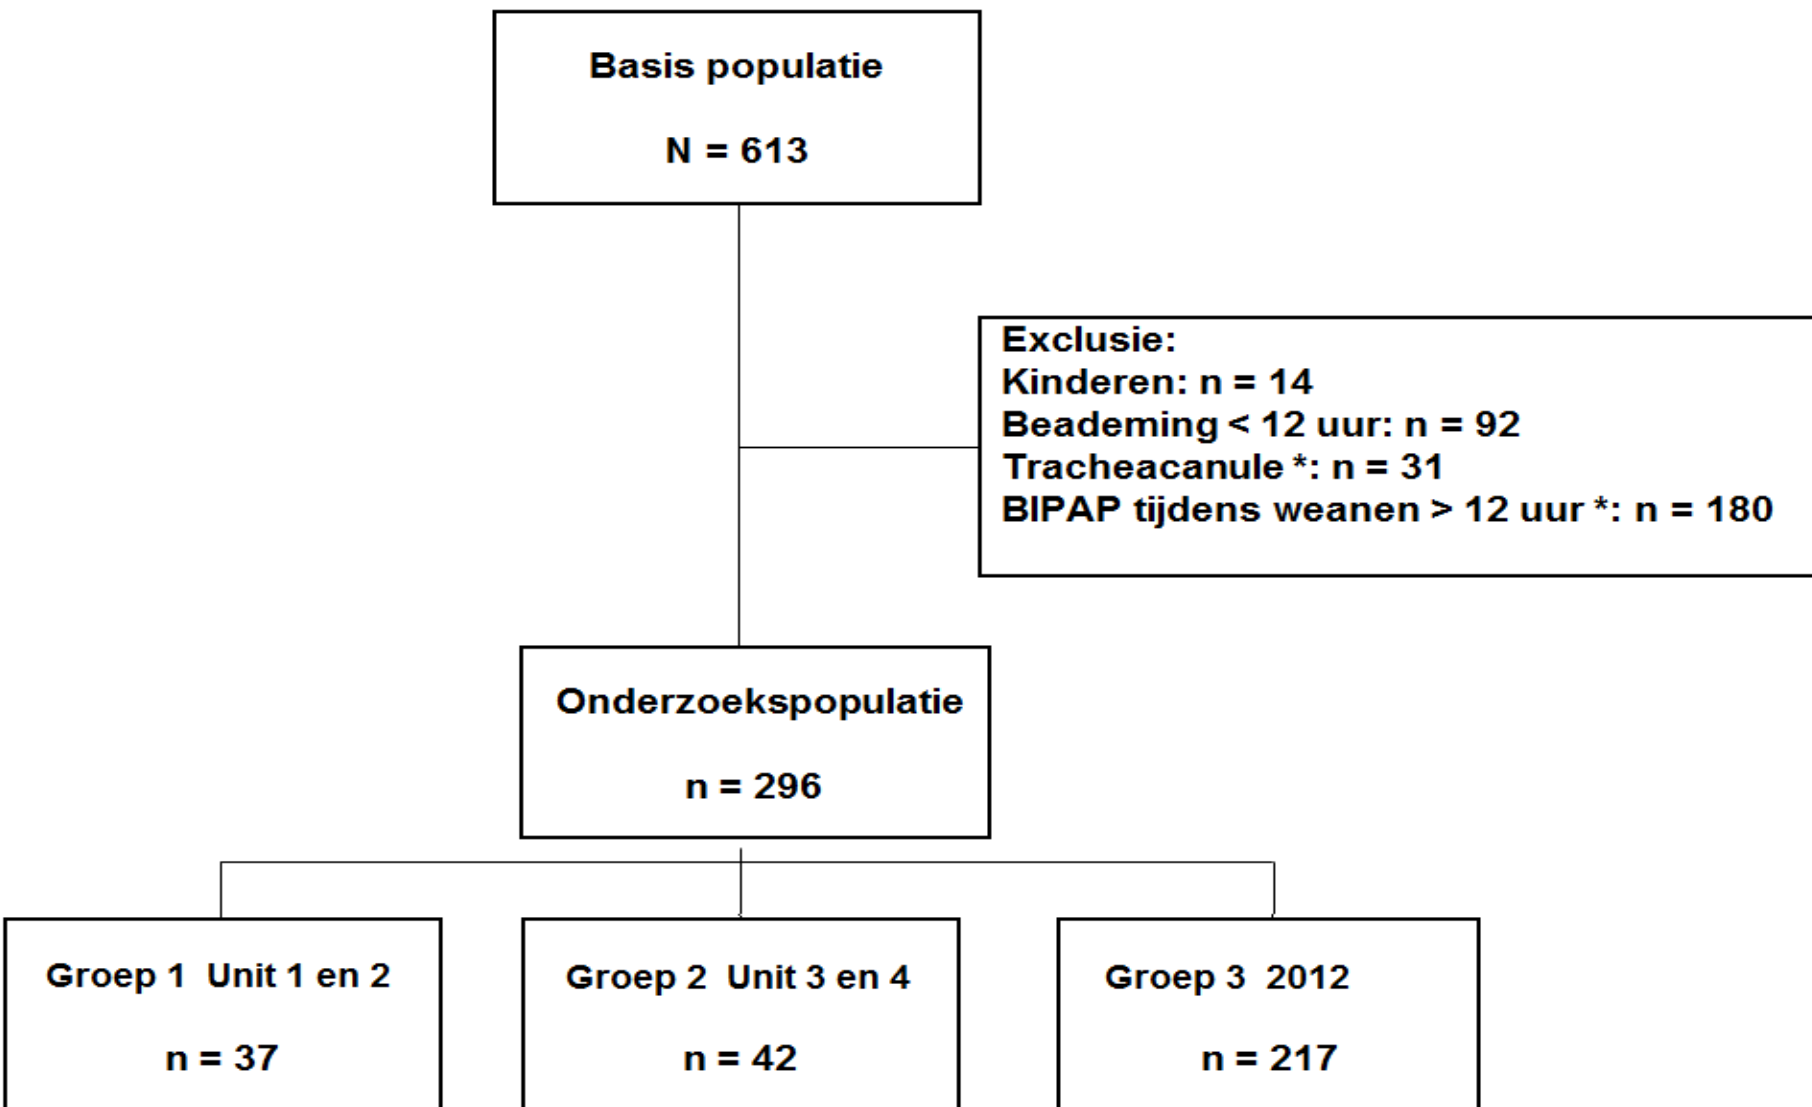 Basis populatie
N = 613
Exclusie:
Kinderen: n = 14
Beademing < 12 uur: n = 92
Tracheacanule *: n = 31
BIPAP tijdens weanen > 12 uur *: n = 180
Onderzoekspopulatie
n = 296
Groep 1 Unit 1 en 2
n = 37
Groep 2 Unit 3 en 4
n = 42
Groep 3 2012
n = 217